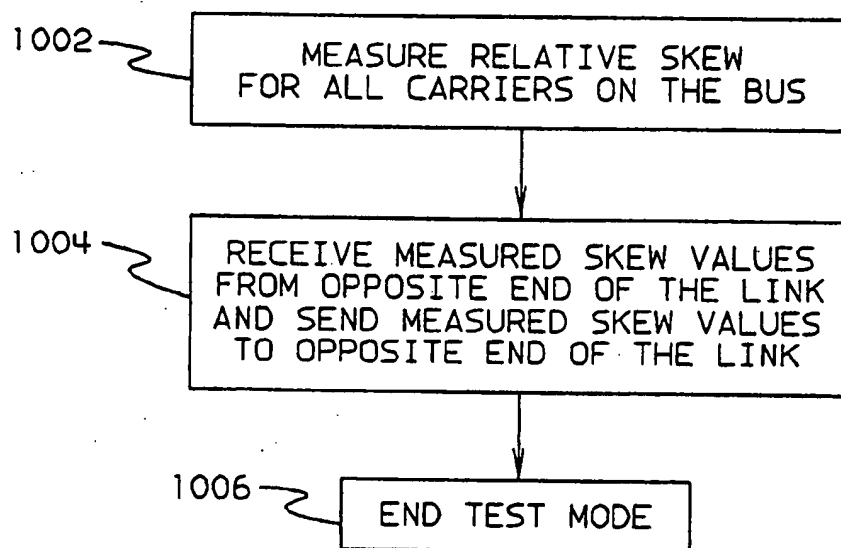 1002
MEASURE RELATIVE SKEW
FOR ALL CARRIERS ON THE BUS
1004
RECEIVE MEASURED SKEW VALUES
FROM OPPOSITE END OF THE LINK
AND SEND MEASURED SKEW VALUES
TO OPPOSITE END OF THE LINK
1006
END TEST MODE